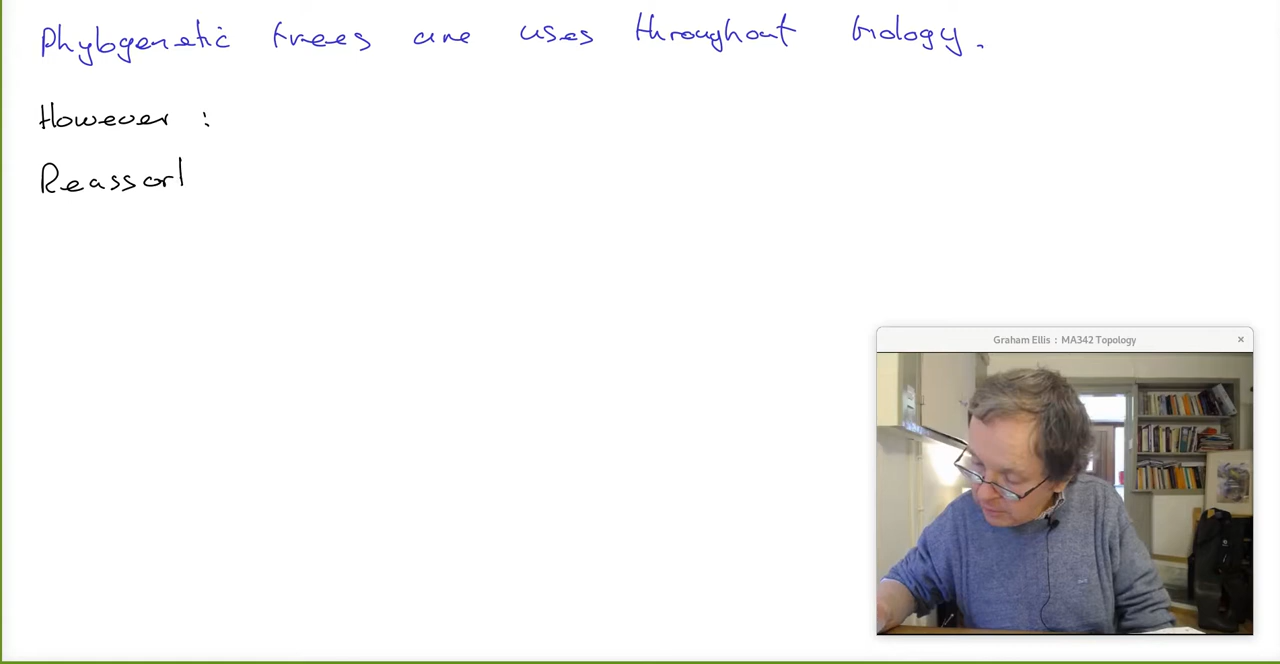 Phylogenetic trees are uses throughout biology.
However :
Reassort
Graham Ellis : MA342 Topology